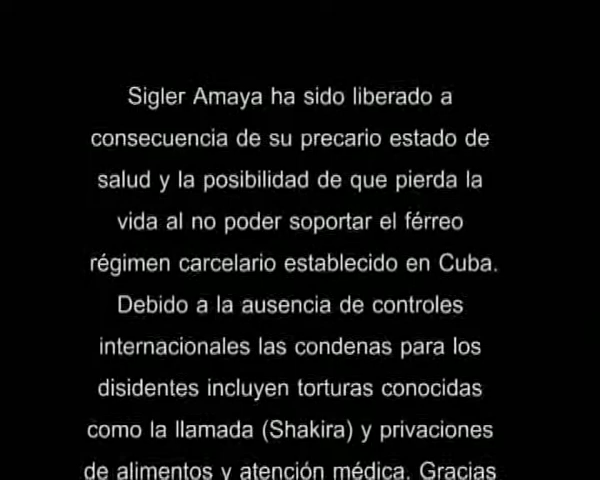 Sigler Amaya ha sido liberado a
consecuencia de su precario estado de
salud y la posibilidad de que pierda la
vida al no poder soportar el férreo
régimen carcelario establecido en Cuba.
Debido a la ausencia de controles
internacionales las condenas para los
disidentes incluyen torturas conocidas
como la llamada (Shakira) y privaciones
de alimentos y atención médica. Gracias